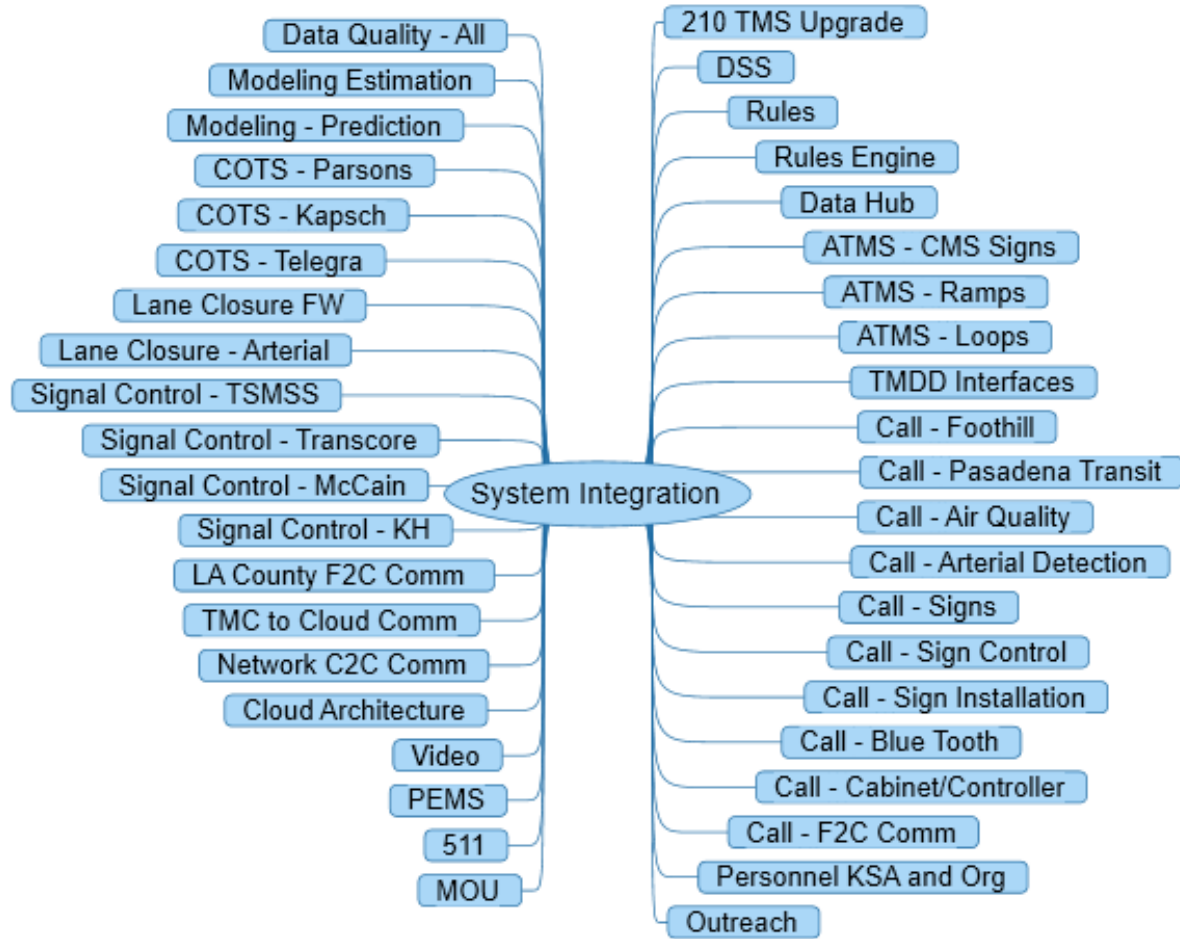 Data Quality - All
Modeling Estimation
Modeling - Prediction
COTS - Parsons
COTS - Kapsch
COTS - Telegra
Lane Closure FW
Lane Closure - Arterial
Signal Control - TSMSS
Signal Control - Transcore
Signal Control - McCain
Signal Control - KH
LA County F2C Comm
TMC to Cloud Comm
Network C2C Comm
Cloud Architecture
Video
PEMS
511
MOU
System Integration
210 TMS Upgrade
DSS
Rules
Rules Engine
Data Hub
ATMS - CMS Signs
ATMS - Ramps
ATMS - Loops
TMDD Interfaces
Call - Foothill
Call - Pasadena Transit
Call - Air Quality
Call - Arterial Detection
Call - Signs
Call - Sign Control
Call - Sign Installation
Call - Blue Tooth
Call - Cabinet/Controller
Call - F2C Comm
Personnel KSA and Org
Outreach